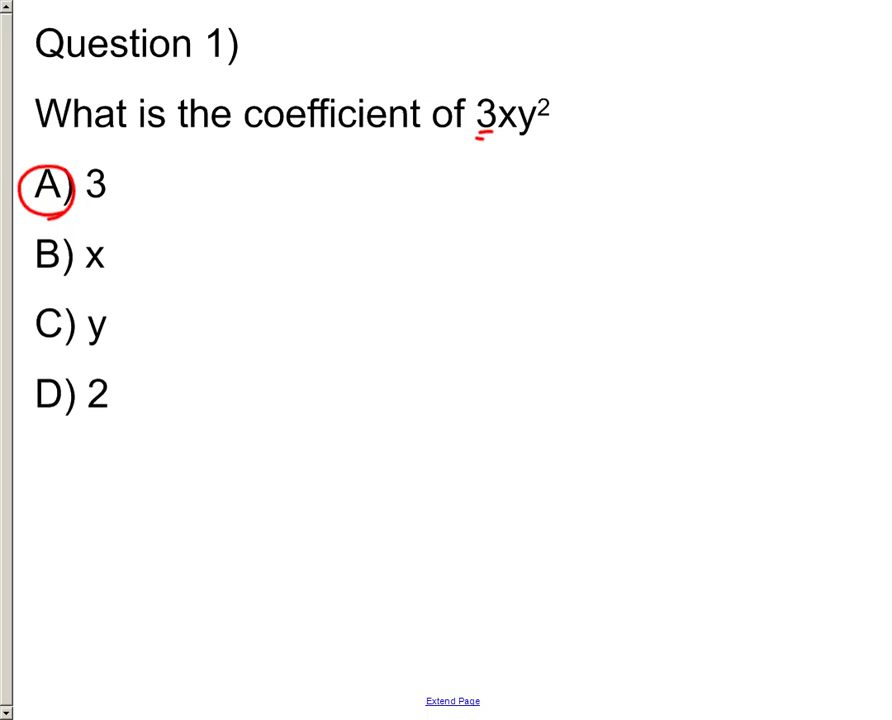 Question 1)
What is the coefficient of 3xy²
A) 3
B) x
C) y
D) 2
Extend Page